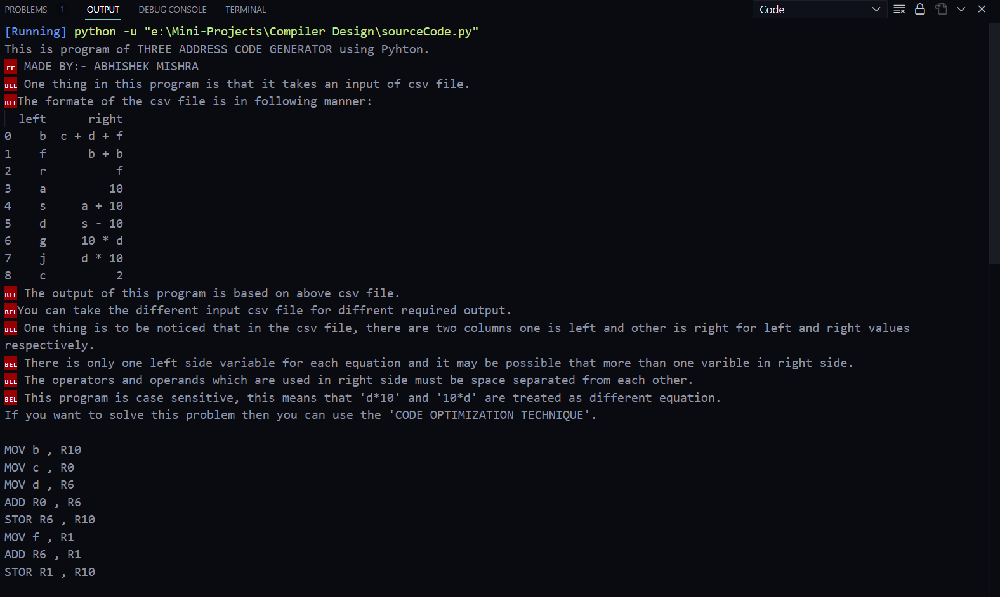 PROBLEMS 1 OUTPUT DEBUG CONSOLE TERMINAL Code
[Running] python -u "e:\Mini-Projects\Compiler Design\sourceCode.py"
This is program of THREE ADDRESS CODE GENERATOR using Pyhton.
FF MADE BY:- ABHISHEK MISHRA
BEL One thing in this program is that it takes an input of csv file.
BELThe formate of the csv file is in following manner:
  left      right
0    b  c + d + f
1    f      b + b
2    r          f
3    a         10
4    s     a + 10
5    d     s - 10
6    g     10 * d
7    j     d * 10
8    c          2
BEL The output of this program is based on above csv file.
BELYou can take the different input csv file for diffrent required output.
BEL One thing is to be noticed that in the csv file, there are two columns one is left and other is right for left and right values
respectively.
BEL There is only one left side variable for each equation and it may be possible that more than one varible in right side.
BEL The operators and operands which are used in right side must be space separated from each other.
BEL This program is case sensitive, this means that 'd*10' and '10*d' are treated as different equation.
If you want to solve this problem then you can use the 'CODE OPTIMIZATION TECHNIQUE'.
MOV b , R10
MOV c , R0
MOV d , R6
ADD R0 , R6
STOR R6 , R10
MOV f , R1
ADD R6 , R1
STOR R1 , R10